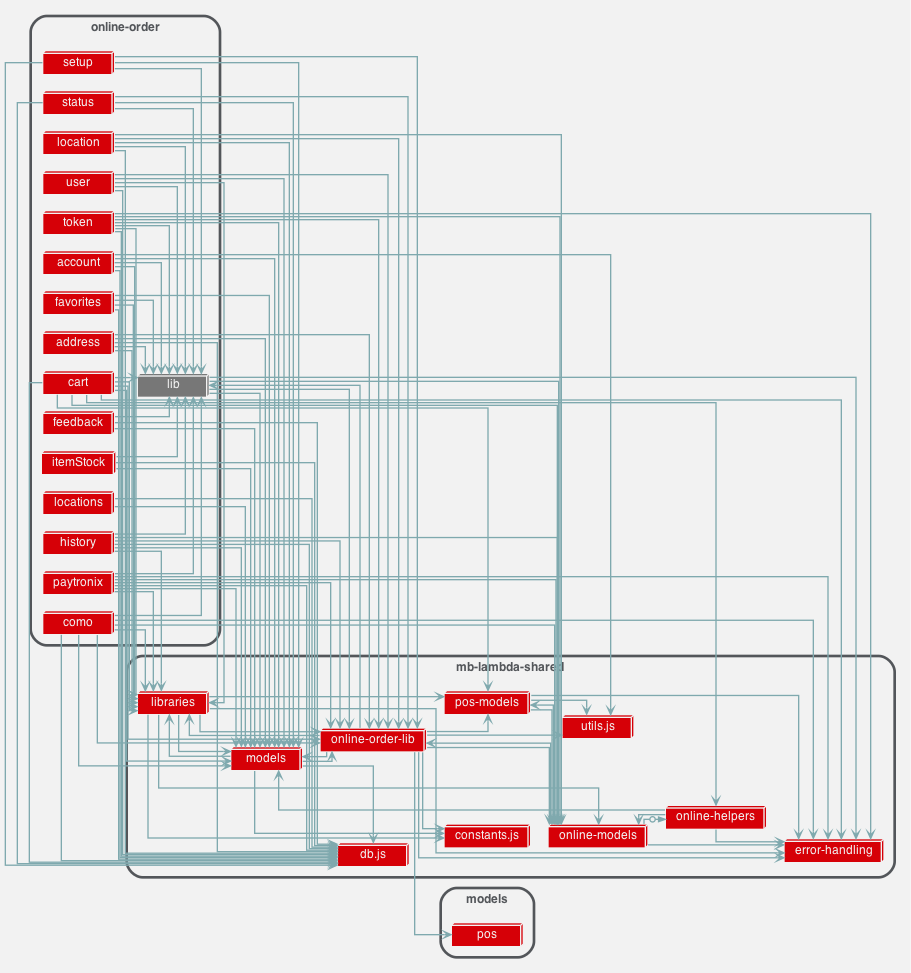 online-order
setup
status
location
user
token
account
favorites
address
cart
lib
feedback
itemStock
locations
history
paytronix
como
mb-lambda-shared
libraries
pos-models
utils.js
online-order-lib
models
online-helpers
constants.js
online-models
error-handling
db.js
models
pos